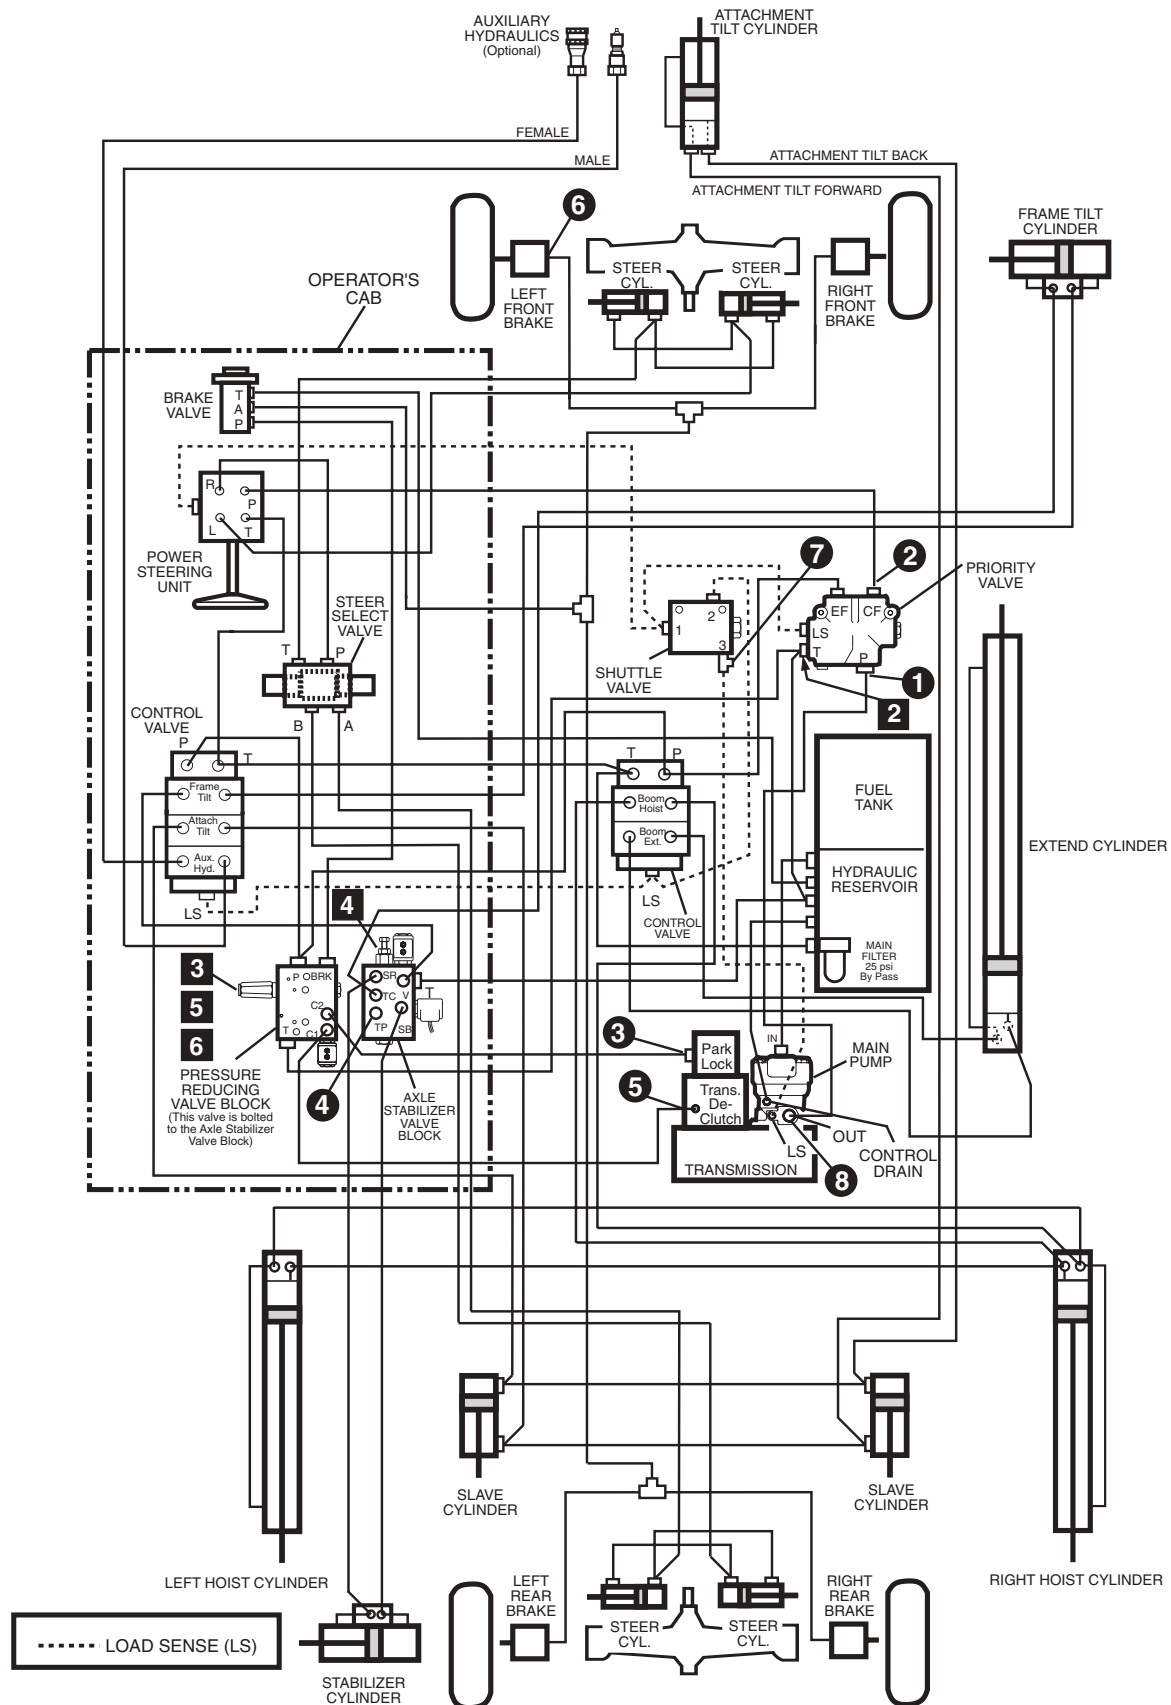 AUXILIARY
HYDRAULICS
(Optional)
ATTACHMENT
TILT CYLINDER
FEMALE
MALE
ATTACHMENT TILT BACK
ATTACHMENT TILT FORWARD
6
FRAME TILT
CYLINDER
STEER
CYL.
STEER
CYL.
LEFT
FRONT
BRAKE
RIGHT
FRONT
BRAKE
OPERATOR'S
CAB
BRAKE
VALVE
T
A
P
R
P
L
T
POWER
STEERING
UNIT
7
2
PRIORITY
VALVE
EF
CF
LS
T
P
1
2
1
2
3
SHUTTLE
VALVE
STEER
SELECT
VALVE
T
P
B
A
CONTROL
VALVE
P
T
Frame
Tilt
Attach
Tilt
Aux.
Hyd.
LS
T
P
Boom
Hoist
Boom
Ext.
LS
CONTROL
VALVE
FUEL
TANK
HYDRAULIC
RESERVOIR
MAIN
FILTER
25 psi
By Pass
EXTEND CYLINDER
4
3
5
6
P
BRK
C2
T
C1
SR
TC
V
T
TP
SB
PRESSURE
REDUCING
VALVE BLOCK
(This valve is bolted
to the Axle Stabilizer
Valve Block)
4
AXLE
STABILIZER
VALVE
BLOCK
3
Park
Lock
5
Trans.
De-
Clutch
TRANSMISSION
IN
MAIN
PUMP
OUT
LS
CONTROL
DRAIN
8
SLAVE
CYLINDER
SLAVE
CYLINDER
LEFT HOIST CYLINDER
RIGHT HOIST CYLINDER
LEFT
REAR
BRAKE
RIGHT
REAR
BRAKE
STEER
CYL.
STEER
CYL.
LOAD SENSE (LS)
STABILIZER
CYLINDER